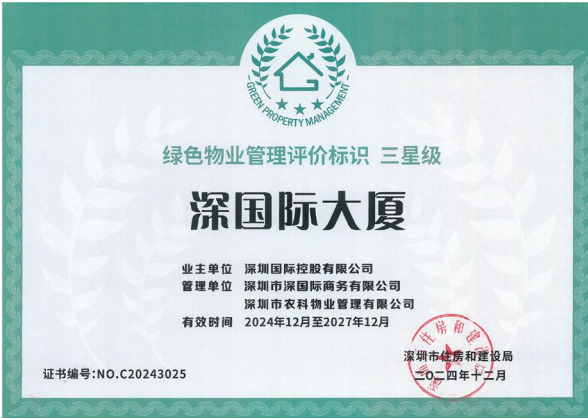 GREEN PROPERTY MANAGEMENT
绿色物业管理评价标识 三星级
深国际大厦
业主单位 深圳国际控股有限公司
管理单位 深圳市深国际商务有限公司
深圳市农科物业管理有限公司
有效时间 2024年12月至2027年12月
深圳市住房和建设局
二〇二四年十二月
证书编号:NO.C20243025